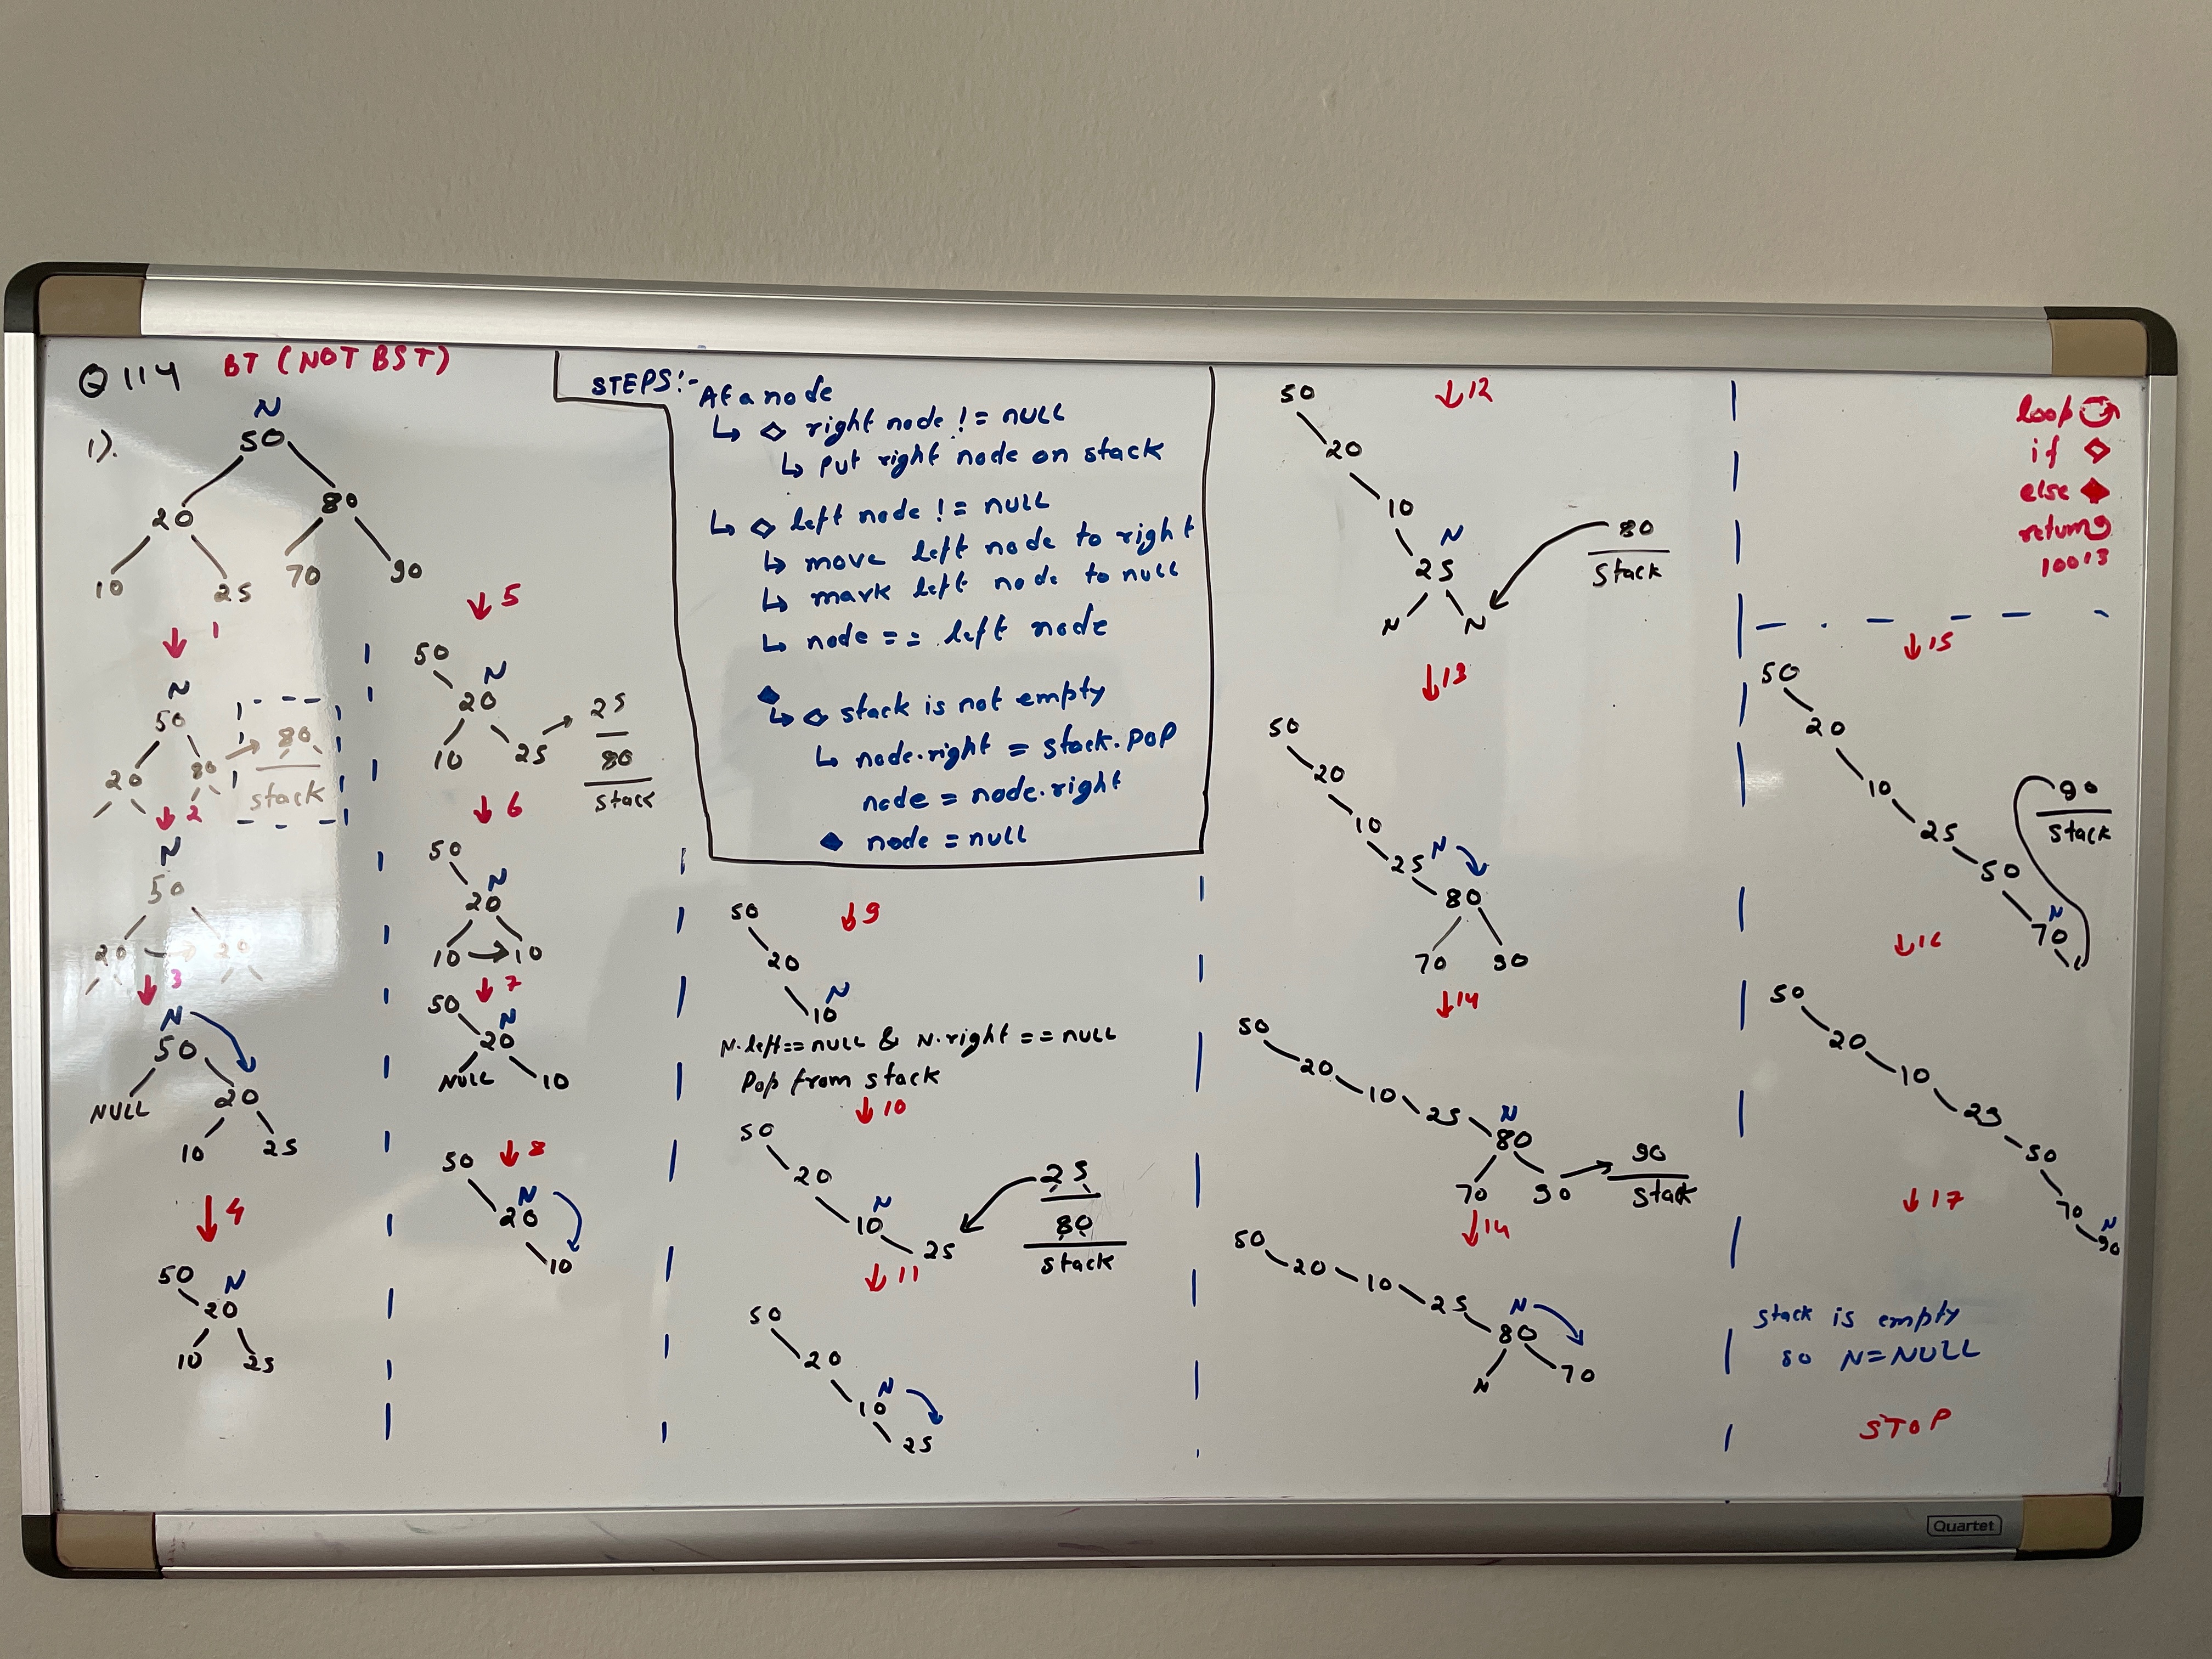 Q 114 BT (NOT BST)
N
1). 50
20 80
10 25 70 90
↓ 1
N
50
20 80 → 80
stack
↓ 2
N
50
20 → 20
↓ 3
N
50
NULL 20
10 25
↓ 4
50 N
20
10 25
↓ 5
50 N
20
10 25 → 25
80
stack
↓ 6
50 N
20
10 → 10
↓ 7
50 N
20
NULL 10
↓ 8
50 N
20
10
STEPS:- At a node
↳ ◇ right node != null
↳ put right node on stack
↳ ◇ left node != null
↳ move left node to right
↳ mark left node to null
↳ node == left node
◆
↳ ◇ stack is not empty
↳ node.right = stack.pop
node = node.right
◆ node = null
50 ↓ 9
20
N
10
N.left==null & N.right == null
Pop from stack
↓ 10
50
20
N
10
25
25
80
stack
↓ 11
50
20
N
10
25
50 ↓12
20
10
N
25
N N
80
stack
↓13
50
20
10
25 N
80
70 90
↓14
50
20
10
25 N
80
70 90 → 90
stack
↓14
50
20
10
25 N
80
N 70
loop
if ◇
else ◆
return
10013
↓15
50
20
10
25
50
N
70
90
stack
↓16
50
20
10
25
50
70 N
90
↓17
stack is empty
so N=NULL
STOP
Quartet